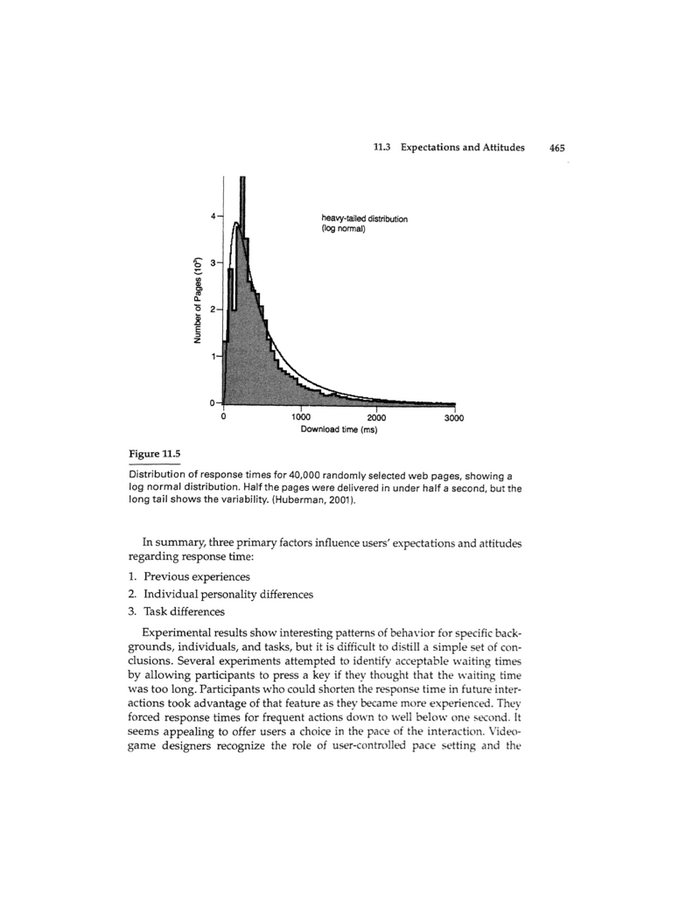 11.3 Expectations and Attitudes 465
heavy-tailed distribution
(log normal)
4
3
2
1
0
Number of Pages (10³)
0 1000 2000 3000
Download time (ms)
Figure 11.5
Distribution of response times for 40,000 randomly selected web pages, showing a
log normal distribution. Half the pages were delivered in under half a second, but the
long tail shows the variability. (Huberman, 2001).
In summary, three primary factors influence users' expectations and attitudes
regarding response time:
1. Previous experiences
2. Individual personality differences
3. Task differences
Experimental results show interesting patterns of behavior for specific back-
grounds, individuals, and tasks, but it is difficult to distill a simple set of con-
clusions. Several experiments attempted to identify acceptable waiting times
by allowing participants to press a key if they thought that the waiting time
was too long. Participants who could shorten the response time in future inter-
actions took advantage of that feature as they became more experienced. They
forced response times for frequent actions down to well below one second. It
seems appealing to offer users a choice in the pace of the interaction. Video-
game designers recognize the role of user-controlled pace setting and the